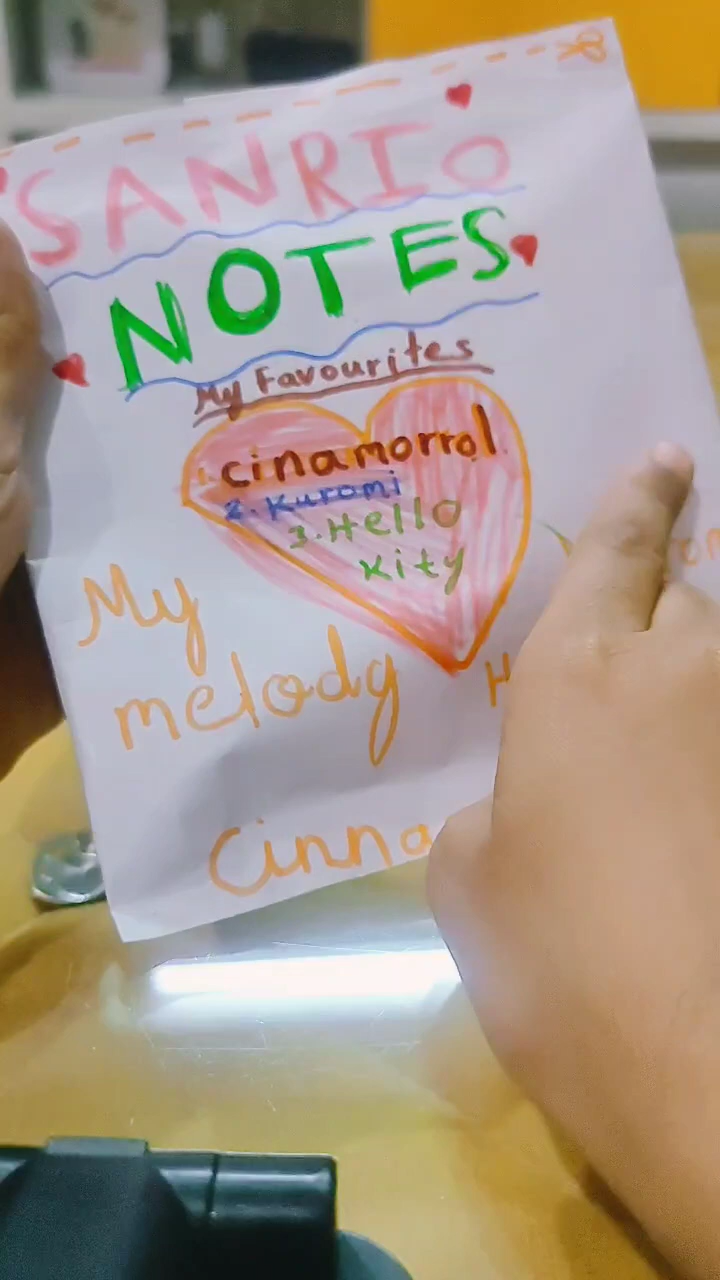 SANRIO
NOTES
My Favourites
1. cinamorrol
2. Kuromi
3. Hello
Kity
My
melody
Cinna